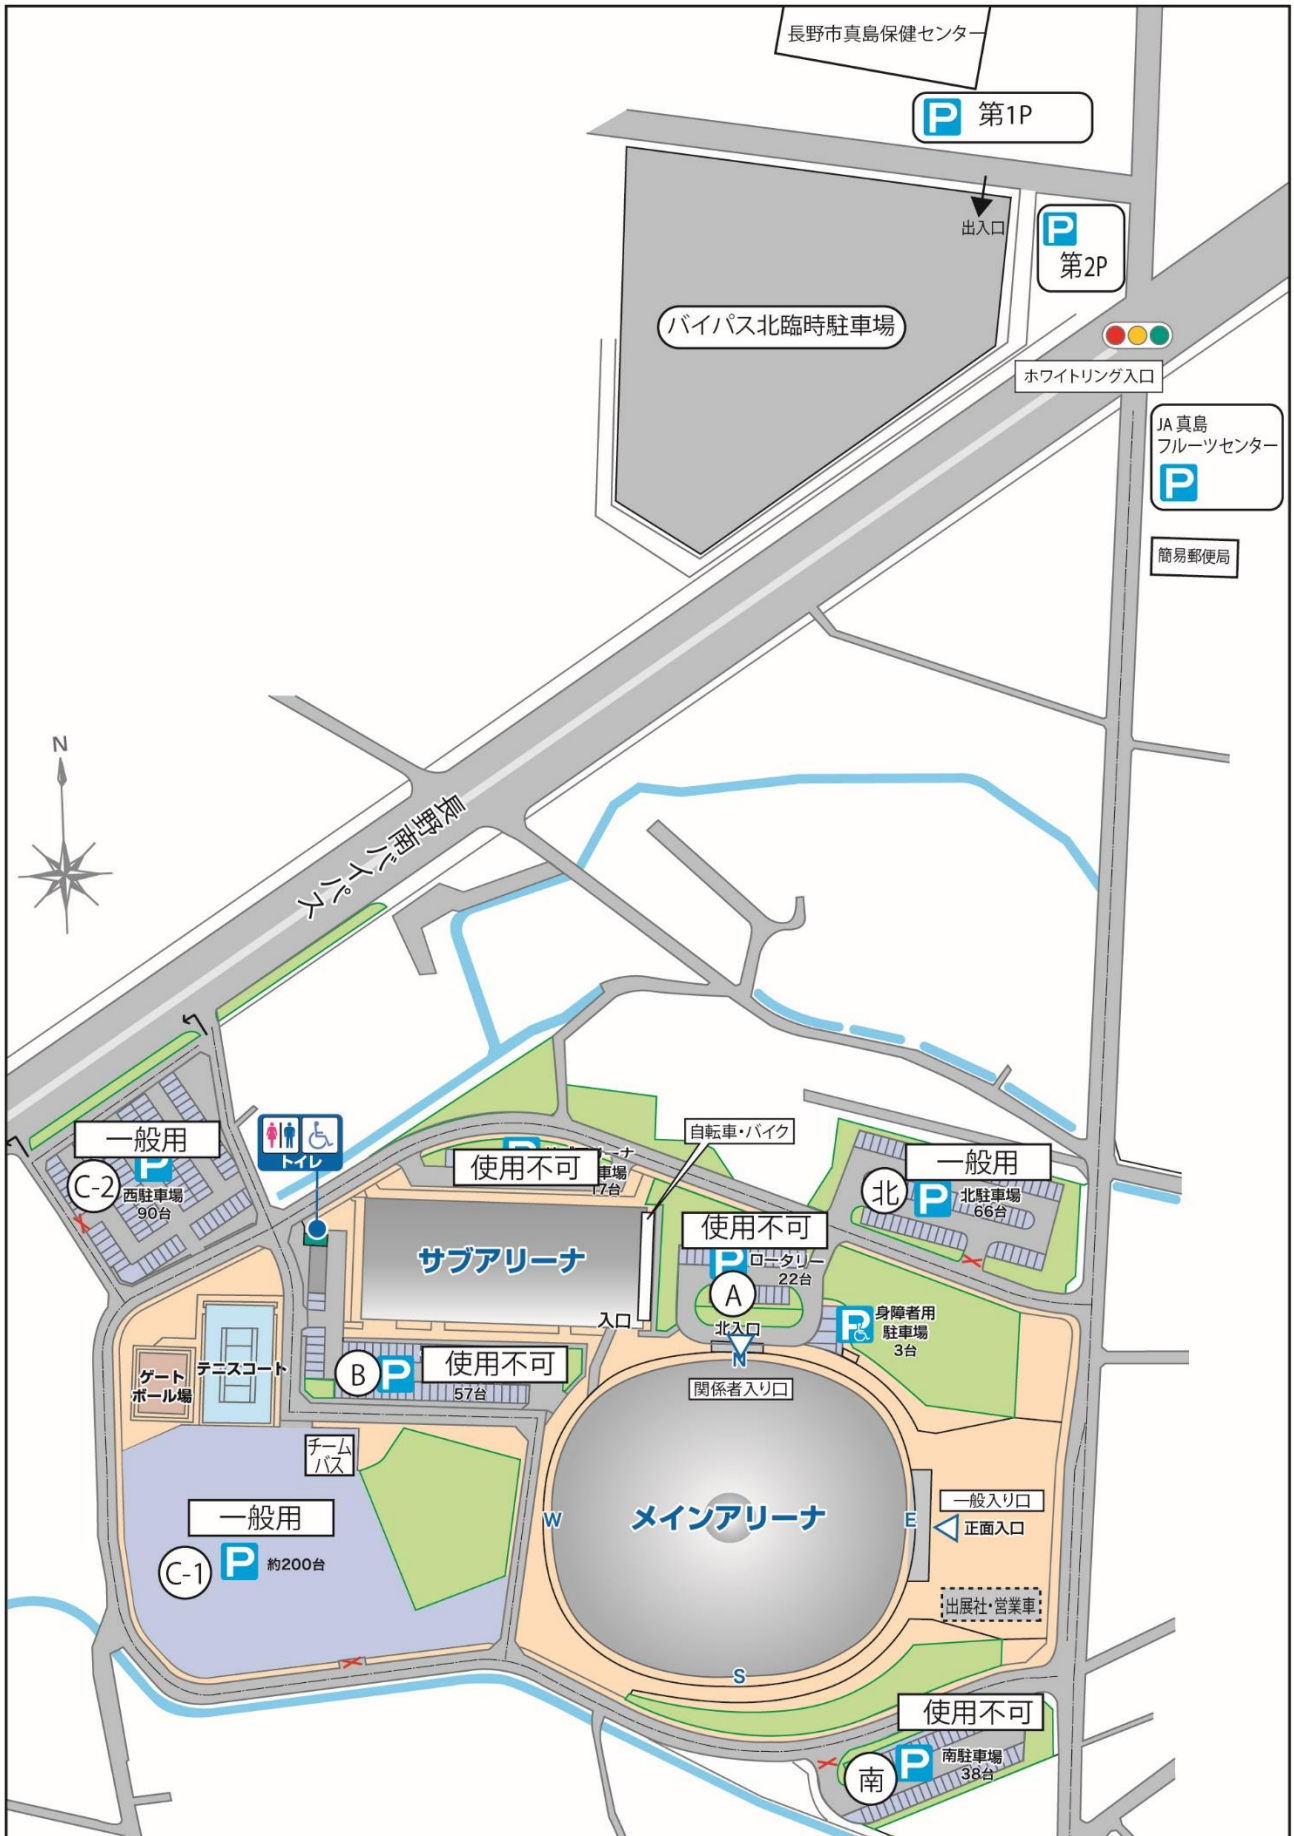 長野市真島保健センター
P 第1P
出入口
P
第2P
バイパス北臨時駐車場
ホワイトリング入口
JA 真島
フルーツセンター
P
簡易郵便局
N
長野南バイパス
自転車・バイク
トイレ
一般用
C-2
P
西駐車場
90台
使用不可
車場
17台
サブアリーナ
入口
使用不可
P
ロータリー
22台
A
北入口
N
関係者入り口
一般用
北
P
北駐車場
66台
P
身障者用
駐車場
3台
ゲート
ボール場
テニスコート
B
P
使用不可
57台
チーム
バス
一般用
C-1
P
約200台
W
メインアリーナ
E
S
一般入り口
正面入口
出展社・営業車
使用不可
南
P
南駐車場
38台